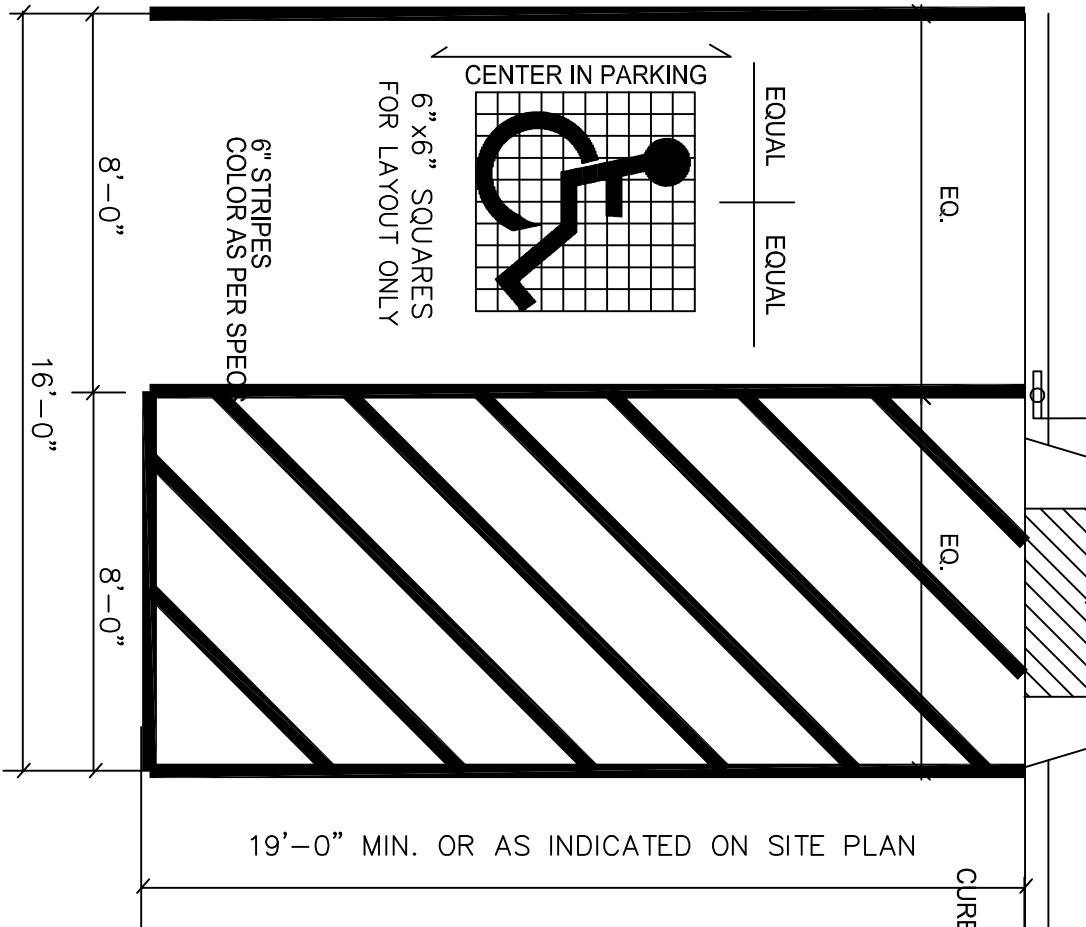 CENTER IN PARKING
EQUAL
EQUAL
EQ.
6"x6" SQUARES
FOR LAYOUT ONLY
6" STRIPES
COLOR AS PER SPEC
8'-0"
16'-0"
8'-0"
EQ.
19'-0" MIN. OR AS INDICATED ON SITE PLAN